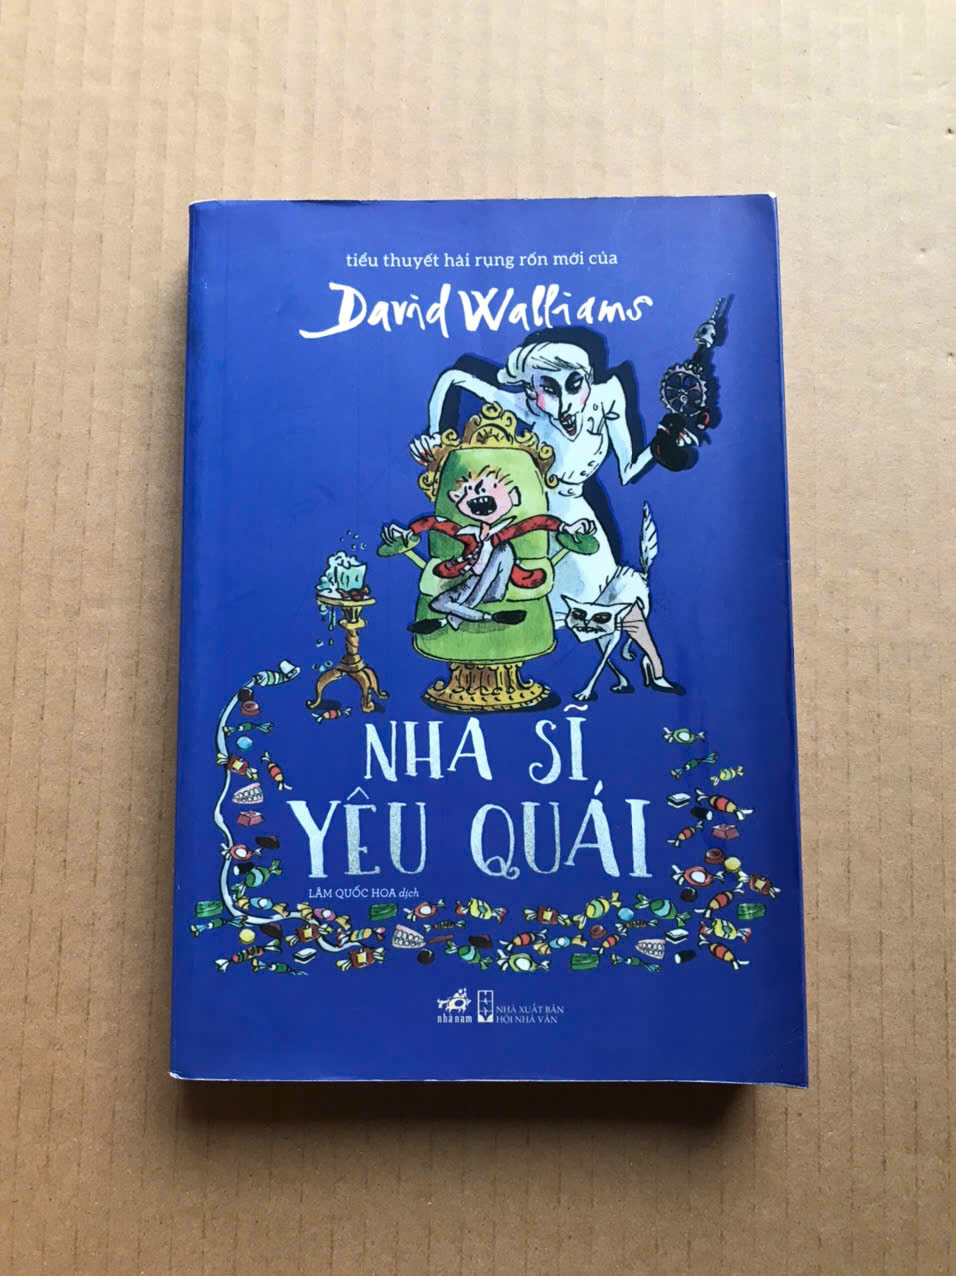 tiểu thuyết hài rụng rốn mới của
David Walliams
NHA SĨ
YÊU QUÁI
LÂM QUỐC HOA dịch
nhã nam
NHÀ XUẤT BẢN
HỘI NHÀ VĂN